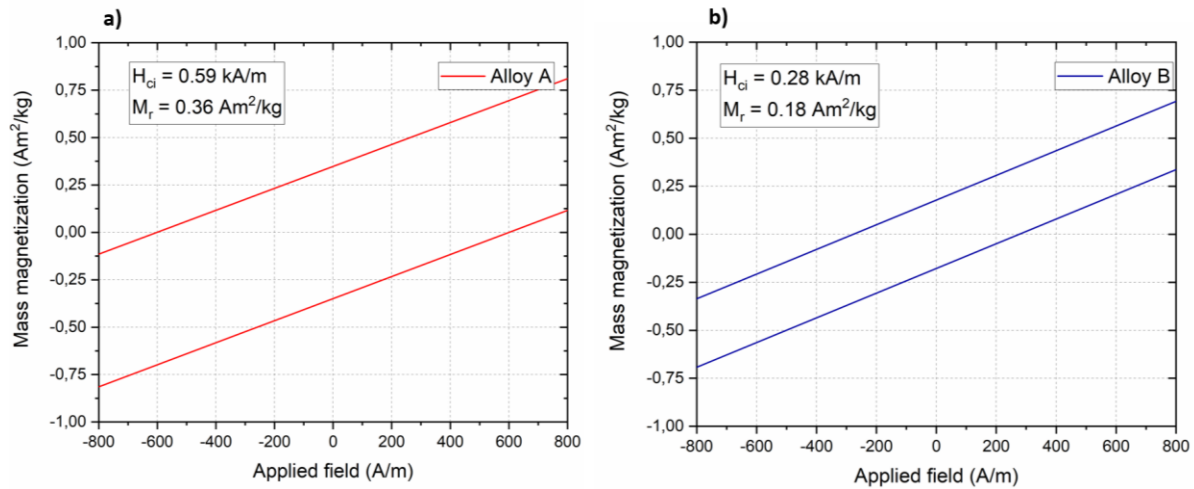 a)
H_ci = 0.59 kA/m
M_r = 0.36 Am²/kg
Alloy A
1,00
0,75
0,50
0,25
0,00
-0,25
-0,50
-0,75
-1,00
Mass magnetization (Am²/kg)
-800 -600 -400 -200 0 200 400 600 800
Applied field (A/m)
b)
H_ci = 0.28 kA/m
M_r = 0.18 Am²/kg
Alloy B
1,00
0,75
0,50
0,25
0,00
-0,25
-0,50
-0,75
-1,00
Mass magnetization (Am²/kg)
-800 -600 -400 -200 0 200 400 600 800
Applied field (A/m)